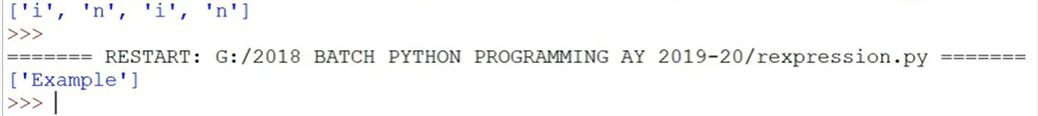 ['i', 'n', 'i', 'n']
>>>
======= RESTART: G:/2018 BATCH PYTHON PROGRAMMING AY 2019-20/rexpression.py =======
['Example']
>>>